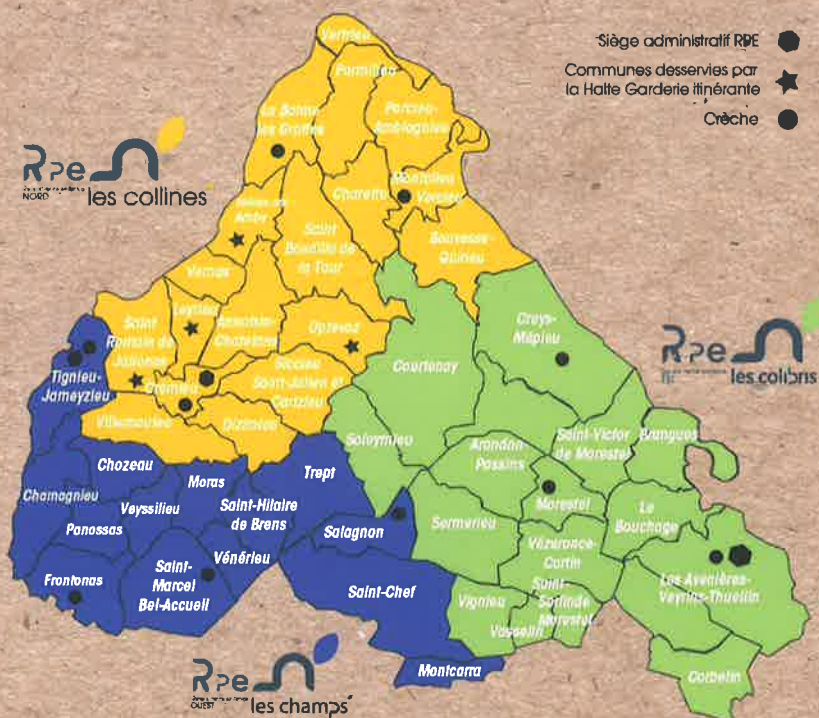 Siège administratif RPE
Communes desservies par
la Halte Garderie itinérante
Crèche
Rpe
NORD
les collines
Vertrieu
Parmilieu
La Balme
les Grottes
Porcieu-
Amblagnieu
Charette
Montalieu
Vercieu
Amby
Saint
Baudille de
la Tour
Bouvesse-
Quirieu
Vernas
Leyrieu
Annoisin-
Chatelans
Optevoz
Saint
Romain de
Jalionas
Crémieu
Siccieu
Saint-Julien et
Carizieu
Villemoirieu
Dizimieu
Tignieu-
Jameyzieu
Courtenay
Creys-
Mépieu
Rpe
EST
les colibris
Soleymieu
Arandon-
Passins
Saint-Victor
de Morestel
Brangues
Chozeau
Moras
Trept
Chamagnieu
Veyssilieu
Saint-Hilaire
de Brens
Panossas
Salagnon
Sermerieu
Morestel
Le
Bouchage
Vénérieu
Frontonas
Saint-
Marcel
Bel-Accueil
Saint-Chef
Vézeronce-
Curtin
Vignieu
Saint-
Sorlin de
Morestel
Vasselin
Les Avenières-
Veyrins-Thuellin
Montcarra
Corbelin
Rpe
OUEST
les champs